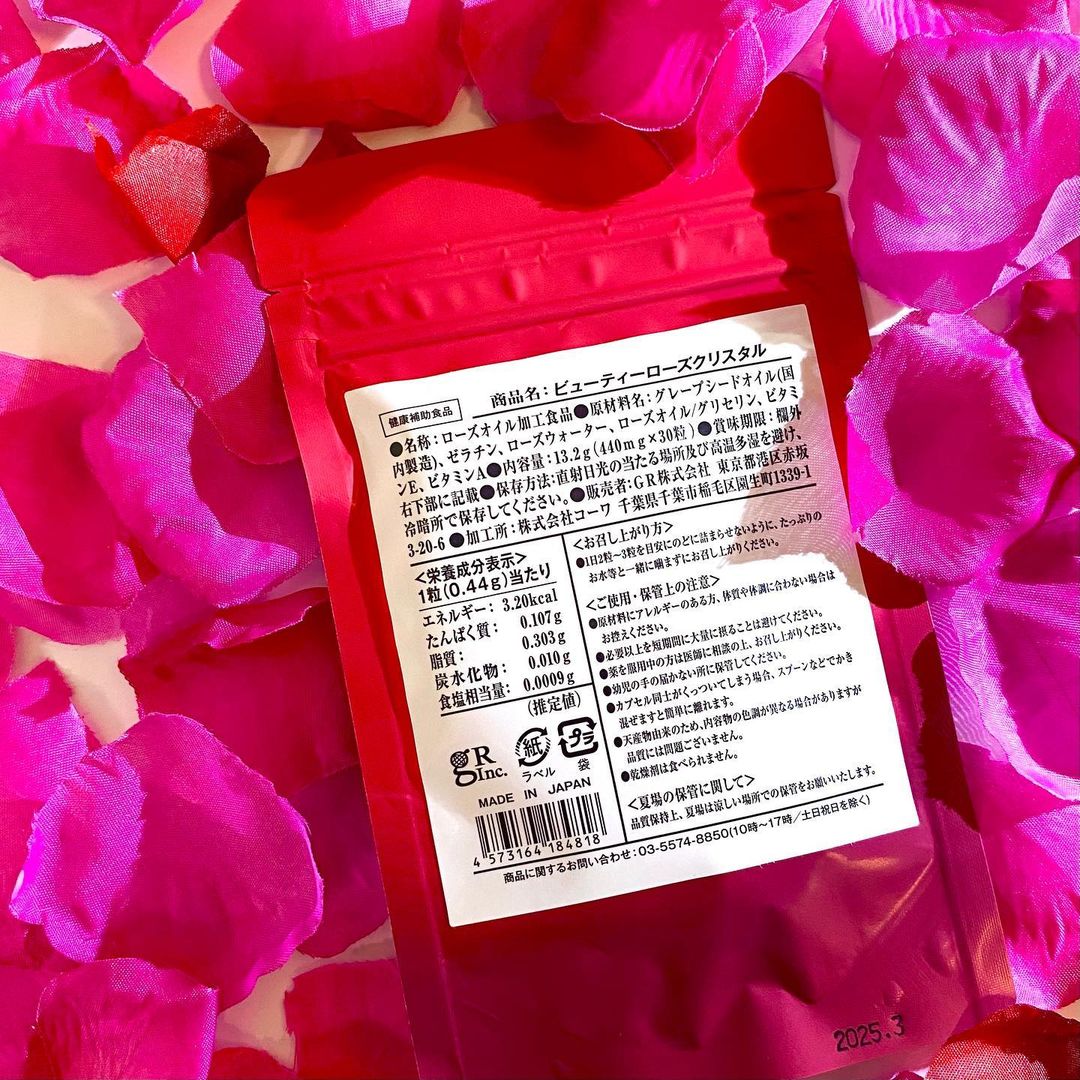 健康補助食品
商品名:ビューティーローズクリスタル
●名称:ローズオイル加工食品●原材料名:グレープシードオイル(国
内製造)、ゼラチン、ローズウォーター、ローズオイル/グリセリン、ビタミ
ンE、ビタミンA●内容量:13.2g(440mg×30粒)●賞味期限:欄外
右下部に記載●保存方法:直射日光の当たる場所及び高温多湿を避け、
冷暗所で保存してください。●販売者:GR株式会社 東京都港区赤坂
3-20-6●加工所:株式会社コーワ 千葉県千葉市稲毛区園生町1339-1
<栄養成分表示>
1粒(0.44g)当たり
エネルギー: 3.20kcal
たんぱく質: 0.107g
脂質: 0.303g
炭水化物: 0.010g
食塩相当量: 0.0009g
(推定値)
<お召し上がり方>
●1日2粒~3粒を目安にのどに詰まらせないように、たっぷりの
お水等と一緒に噛まずにお召し上がりください。
<ご使用・保管上の注意>
●原材料にアレルギーのある方、体質や体調に合わない場合は
お控えください。
●必要以上を短期間に大量に摂ることは避けてください。
●薬を服用中の方は医師に相談の上、お召し上がりください。
●幼児の手の届かない所に保管してください。
●カプセル同士がくっついてしまう場合、スプーンなどでかき
混ぜますと簡単に離れます。
●天産物由来のため、内容物の色調が異なる場合がありますが
品質には問題ございません。
●乾燥剤は食べられません。
<夏場の保管に関して>
品質保持上、夏場は涼しい場所での保管をお願いいたします。
gR Inc.
紙
ラベル
プラ
袋
MADE IN JAPAN
4 573164 184818
商品に関するお問い合わせ:03-5574-8850(10時~17時/土日祝日を除く)
2025.3